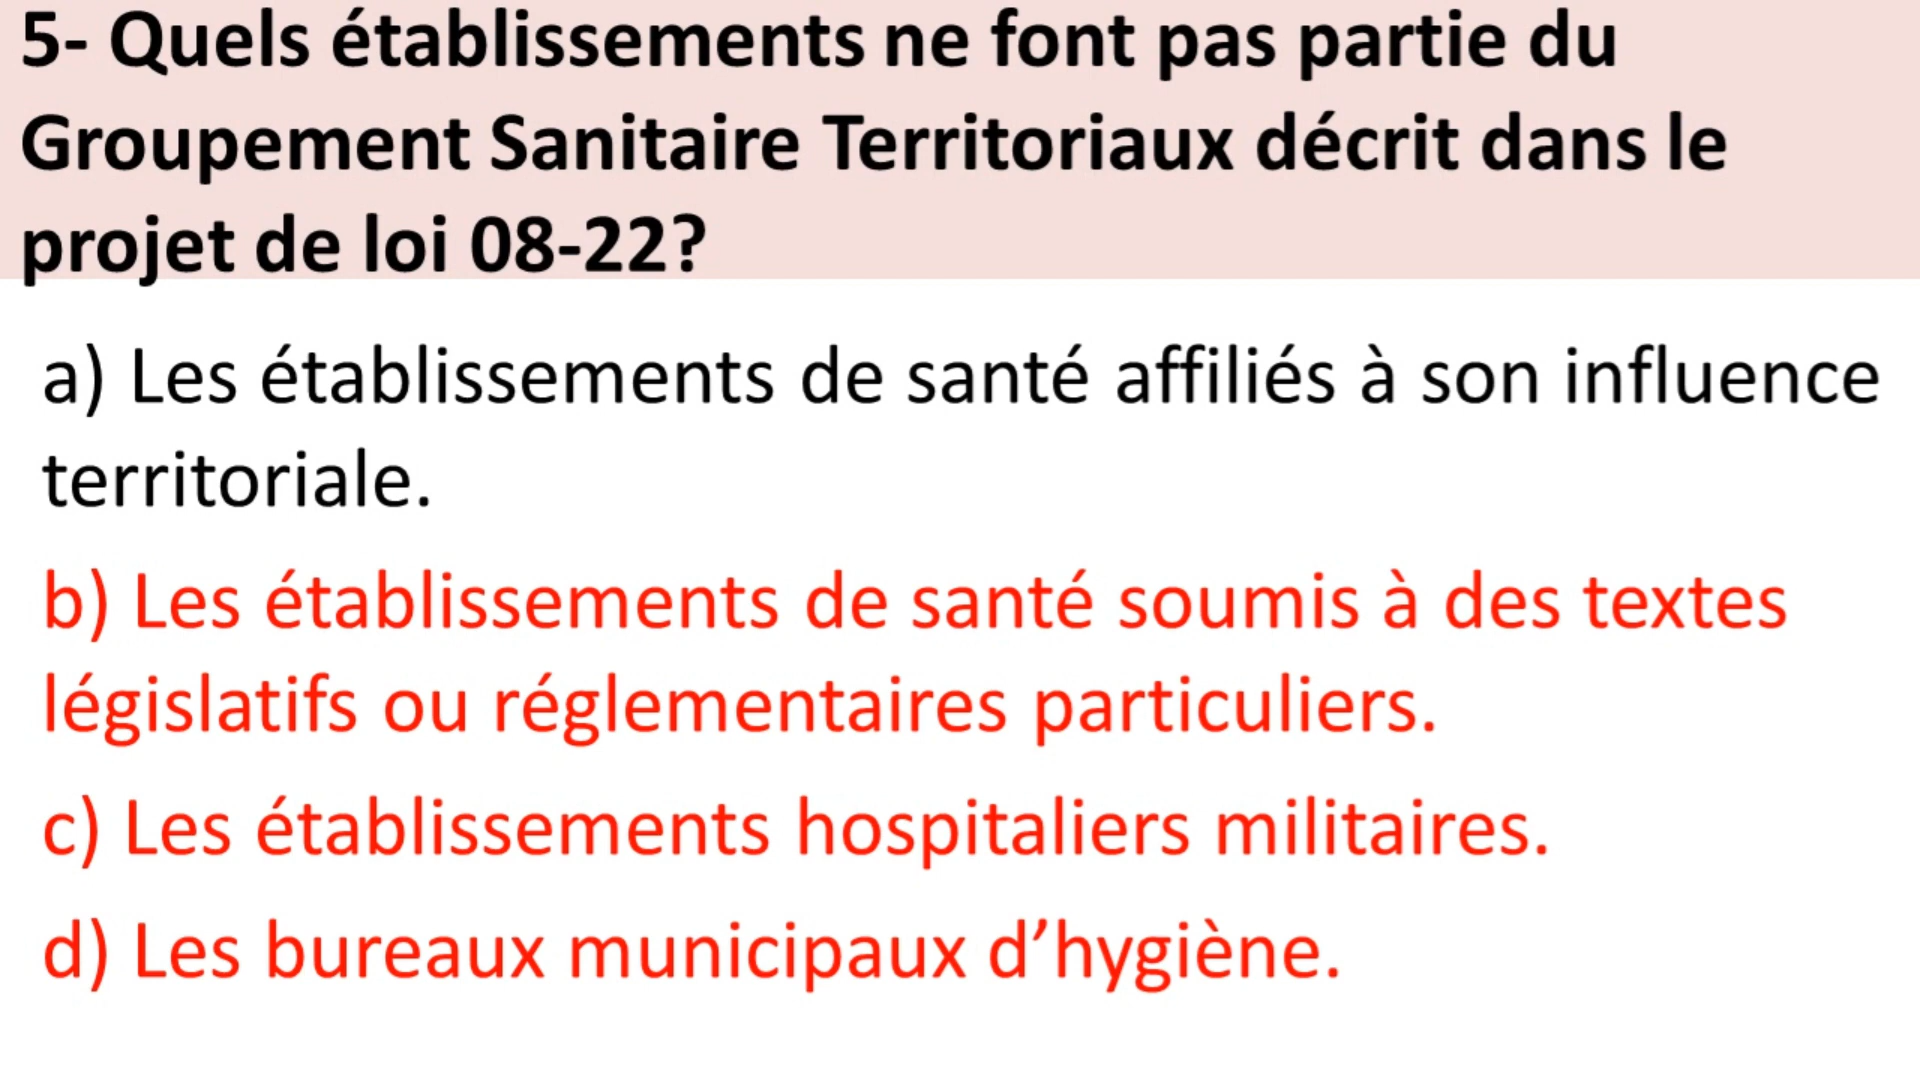 5- Quels établissements ne font pas partie du
Groupement Sanitaire Territoriaux décrit dans le
projet de loi 08-22?
a) Les établissements de santé affiliés à son influence
territoriale.
b) Les établissements de santé soumis à des textes
législatifs ou réglementaires particuliers.
c) Les établissements hospitaliers militaires.
d) Les bureaux municipaux d’hygiène.